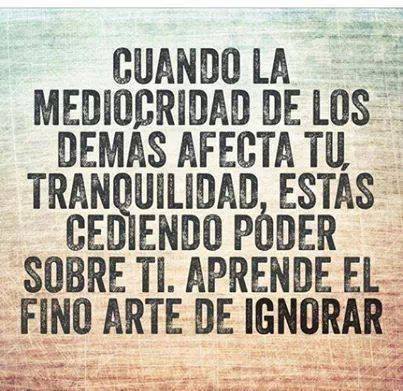 CUANDO LA
MEDIOCRIDAD DE LOS
DEMÁS AFECTA TU
TRANQUILIDAD, ESTÁS
CEDIENDO PODER
SOBRE TI. APRENDE EL
FINO ARTE DE IGNORAR